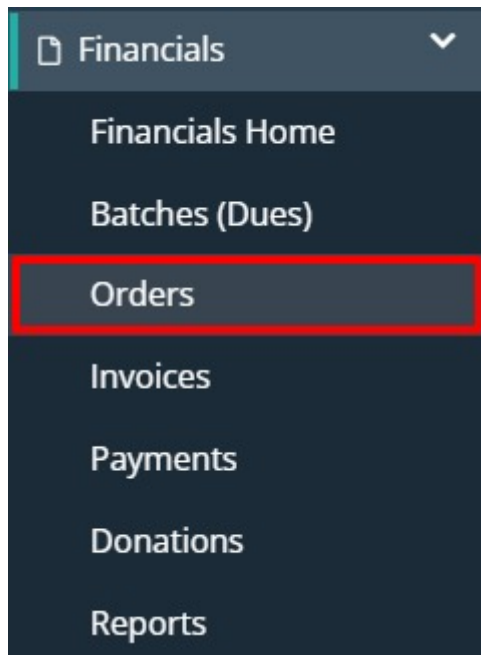 Financials
Financials Home
Batches (Dues)
Orders
Invoices
Payments
Donations
Reports